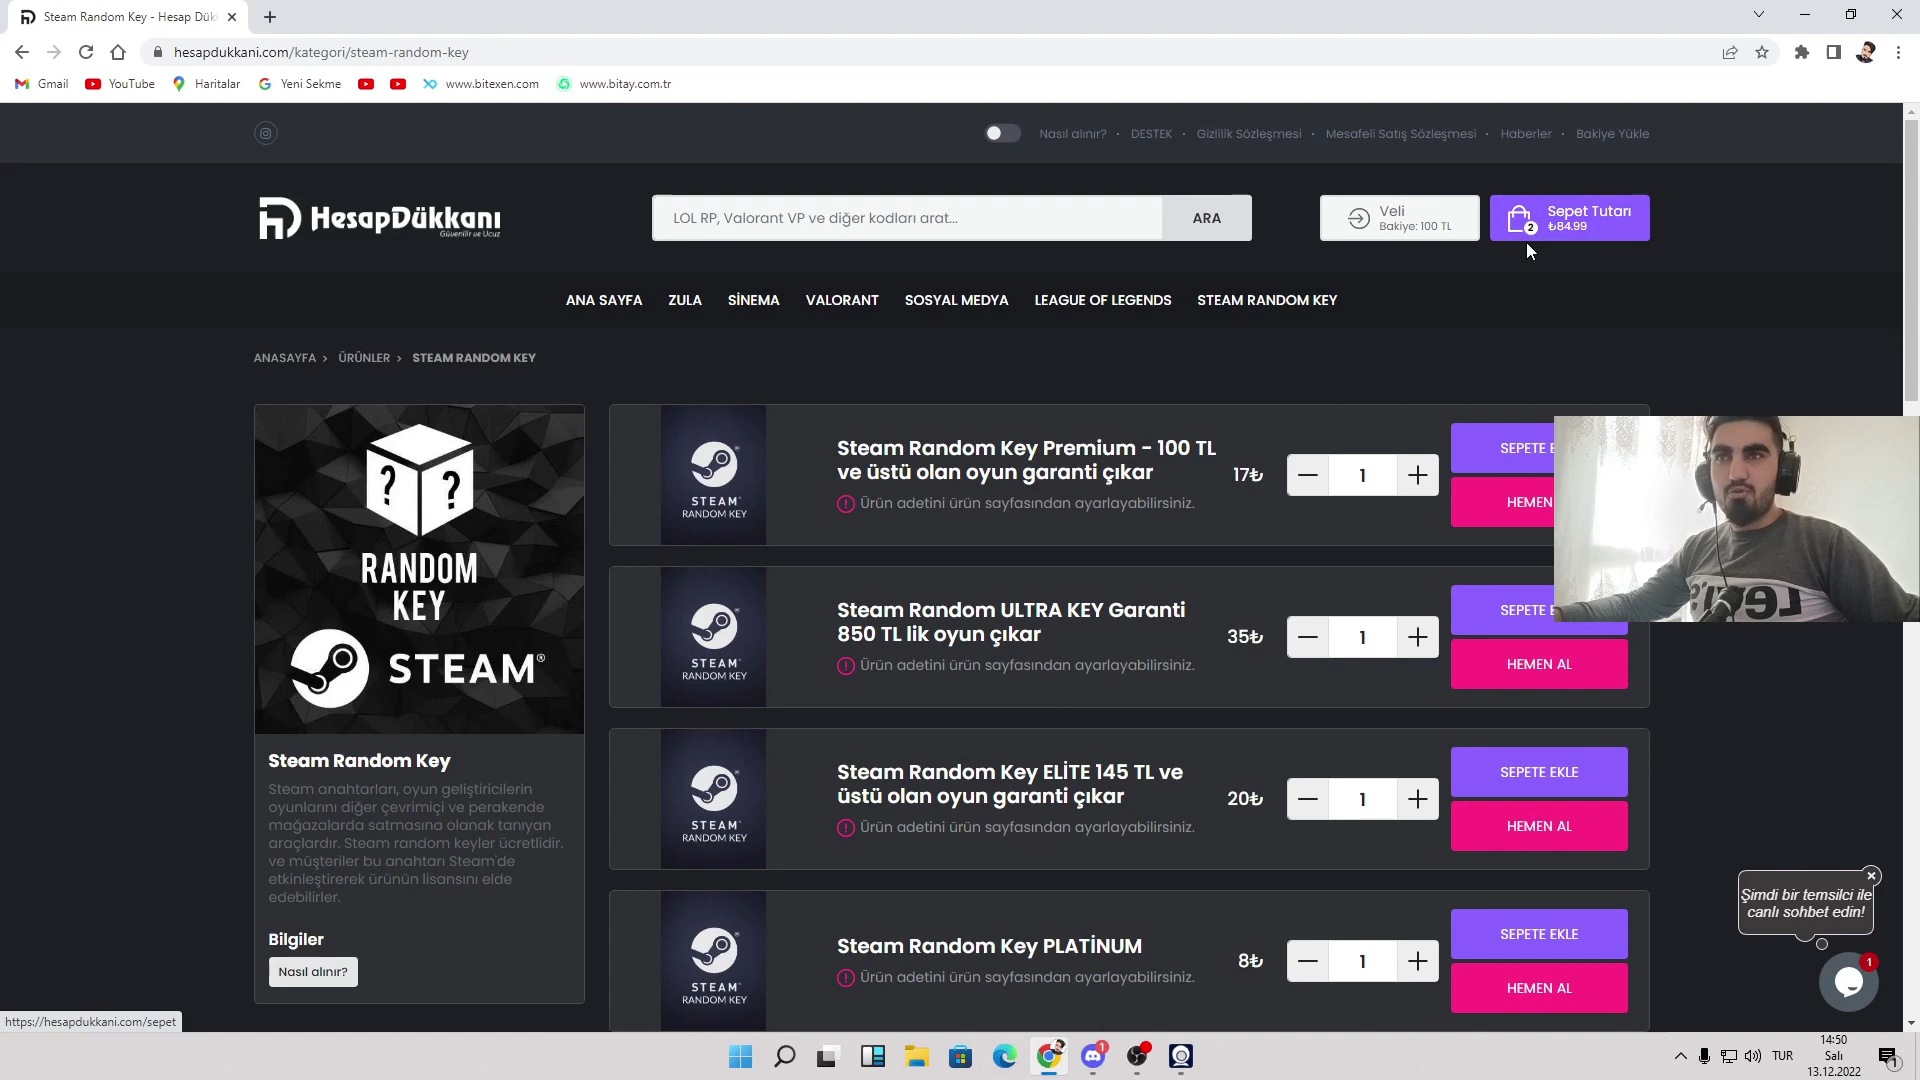 Steam Random Key - Hesap Dük
hesapdukkani.com/kategori/steam-random-key
Gmail
YouTube
Haritalar
Yeni Sekme
www.bitexen.com
www.bitay.com.tr
Nasıl alınır?
DESTEK
Gizlilik Sözleşmesi
Mesafeli Satış Sözleşmesi
Haberler
Bakiye Yükle
HesapDükkanı
Güvenilir ve Ucuz
LOL RP, Valorant VP ve diğer kodları arat...
ARA
Veli
Bakiye: 100 TL
2
Sepet Tutarı
₺84.99
ANA SAYFA
ZULA
SİNEMA
VALORANT
SOSYAL MEDYA
LEAGUE OF LEGENDS
STEAM RANDOM KEY
ANASAYFA > ÜRÜNLER > STEAM RANDOM KEY
? ?
RANDOM
KEY
STEAM®
Steam Random Key
Steam anahtarları, oyun geliştiricilerin
oyunlarını diğer çevrimiçi ve perakende
mağazalarda satmasına olanak tanıyan
araçlardır. Steam random keyler ücretlidir.
ve müşteriler bu anahtarı Steam'de
etkinleştirerek ürünün lisansını elde
edebilirler.
Bilgiler
Nasıl alınır?
STEAM®
RANDOM KEY
Steam Random Key Premium - 100 TL
ve üstü olan oyun garanti çıkar
! Ürün adetini ürün sayfasından ayarlayabilirsiniz.
17₺
— 1 +
SEPETE E
HEMEN
STEAM®
RANDOM KEY
Steam Random ULTRA KEY Garanti
850 TL lik oyun çıkar
! Ürün adetini ürün sayfasından ayarlayabilirsiniz.
35₺
— 1 +
SEPETE E
HEMEN AL
STEAM®
RANDOM KEY
Steam Random Key ELİTE 145 TL ve
üstü olan oyun garanti çıkar
! Ürün adetini ürün sayfasından ayarlayabilirsiniz.
20₺
— 1 +
SEPETE EKLE
HEMEN AL
STEAM®
RANDOM KEY
Steam Random Key PLATİNUM
! Ürün adetini ürün sayfasından ayarlayabilirsiniz.
8₺
— 1 +
SEPETE EKLE
HEMEN AL
Şimdi bir temsilci ile
canlı sohbet edin!
1
https://hesapdukkani.com/sepet
1
TUR
14:50
Salı
13.12.2022
1